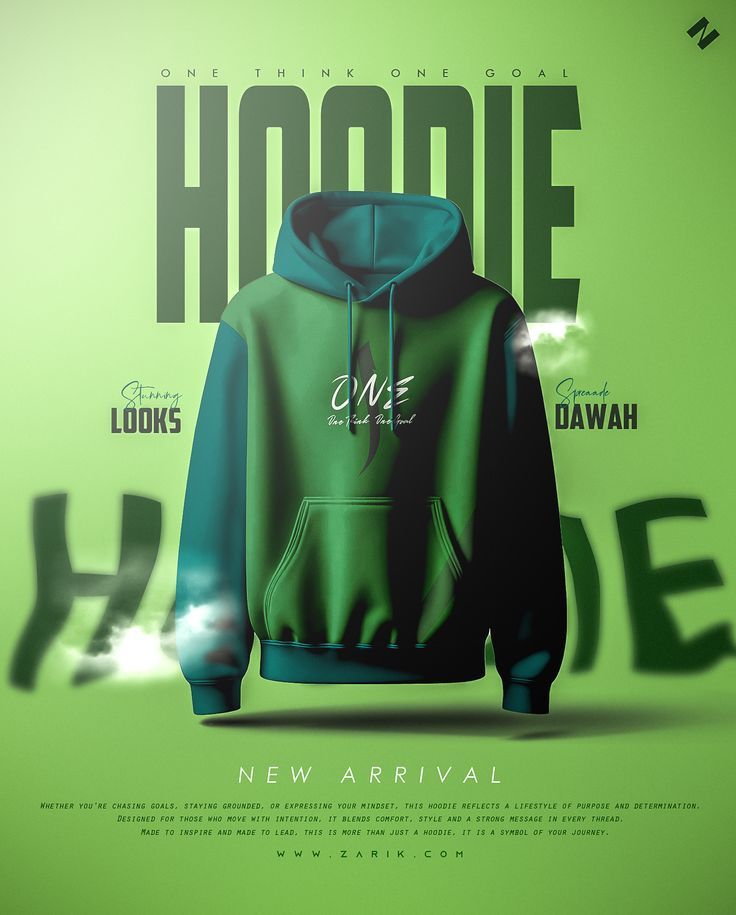 ONE THINK ONE GOAL
HOODIE
ONE
One Think One Goal
Stunning
LOOKS
Spreaade
DAWAH
NEW ARRIVAL
WHETHER YOU'RE CHASING GOALS, STAYING GROUNDED, OR EXPRESSING YOUR MINDSET, THIS HOODIE REFLECTS A LIFESTYLE OF PURPOSE AND DETERMINATION.
DESIGNED FOR THOSE WHO MOVE WITH INTENTION, IT BLENDS COMFORT, STYLE AND A STRONG MESSAGE IN EVERY THREAD.
MADE TO INSPIRE AND MADE TO LEAD, THIS IS MORE THAN JUST A HOODIE, IT IS A SYMBOL OF YOUR JOURNEY.
WWW.ZARIK.COM